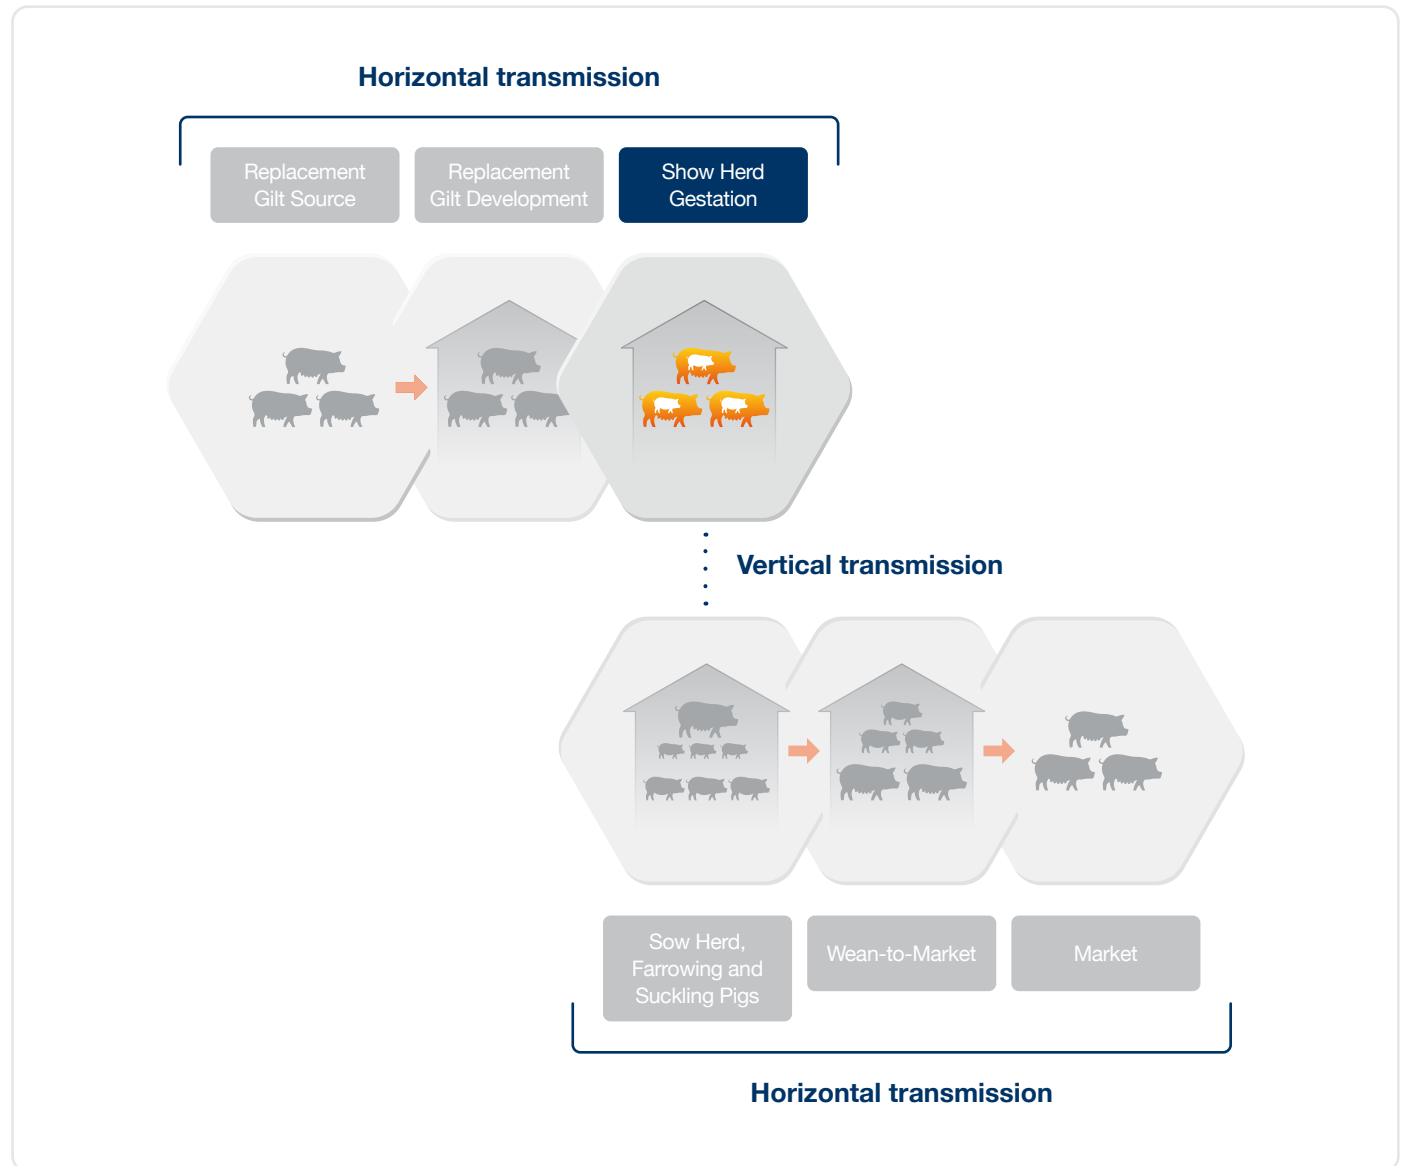 Horizontal transmission
Replacement
Gilt Source
Replacement
Gilt Development
Show Herd
Gestation
Vertical transmission
Sow Herd,
Farrowing and
Suckling Pigs
Wean-to-Market
Market
Horizontal transmission